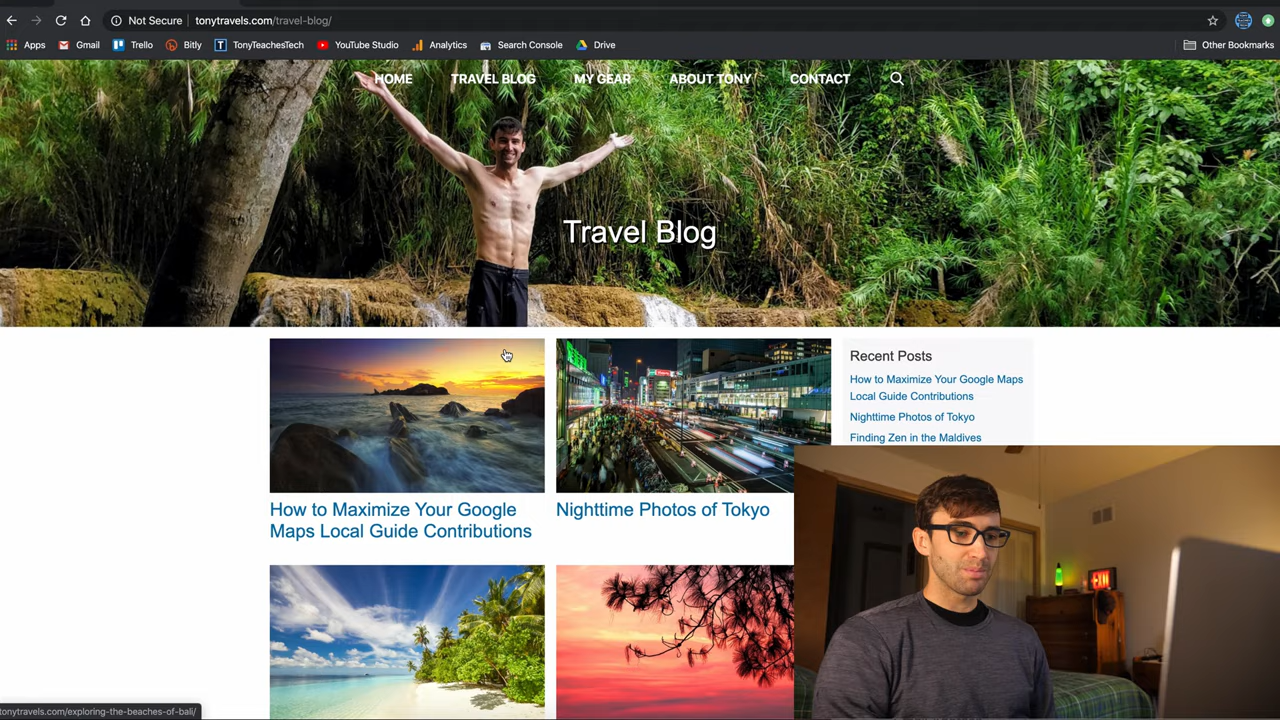 Not Secure tonytravels.com/travel-blog/
Apps Gmail Trello Bitly TonyTeachesTech YouTube Studio Analytics Search Console Drive Other Bookmarks
HOME TRAVEL BLOG MY GEAR ABOUT TONY CONTACT
Travel Blog
How to Maximize Your Google
Maps Local Guide Contributions
Nighttime Photos of Tokyo
Recent Posts
How to Maximize Your Google Maps
Local Guide Contributions
Nighttime Photos of Tokyo
Finding Zen in the Maldives
tonytravels.com/exploring-the-beaches-of-bali/